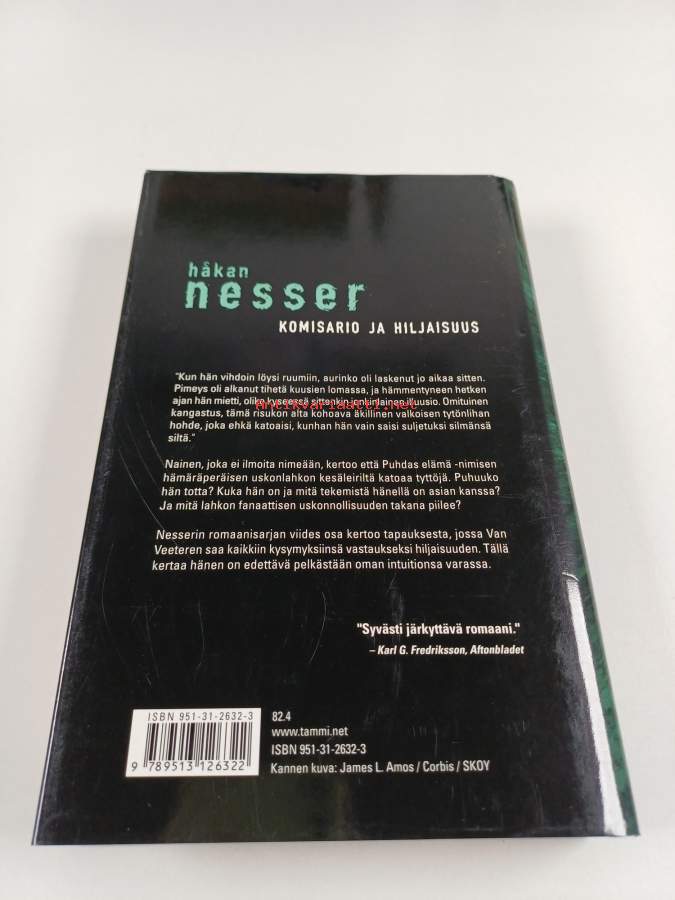 håkan
nesser
KOMISARIO JA HILJAISUUS
"Kun hän vihdoin löysi ruumiin, aurinko oli laskenut jo aikaa sitten.
Pimeys oli alkanut tihetä kuusien lomassa, ja hämmentyneen hetken
ajan hän mietti, oliko kyseessä sittenkin jonkinlainen illuusio. Omituinen
antikvariaatti.net
kangastus, tämä risukon alta kohoava äkillinen valkoisen tytönlihan
hohde, joka ehkä katoaisi, kunhan hän vain saisi suljetuksi silmänsä
siltä."
Nainen, joka ei ilmoita nimeään, kertoo että Puhdas elämä -nimisen
hämäräperäisen uskonlahkon kesäleiriltä katoaa tyttöjä. Puhuuko
hän totta? Kuka hän on ja mitä tekemistä hänellä on asian kanssa?
Ja mitä lahkon fanaattisen uskonnollisuuden takana piilee?
Nesserin romaanisarjan viides osa kertoo tapauksesta, jossa Van
Veeteren saa kaikkiin kysymyksiinsä vastaukseksi hiljaisuuden. Tällä
kertaa hänen on edettävä pelkästään oman intuitionsa varassa.
"Syvästi järkyttävä romaani."
– Karl G. Fredriksson, Aftonbladet
ISBN 951-31-2632-3
9 789513 126322
82.4
www.tammi.net
ISBN 951-31-2632-3
Kannen kuva: James L. Amos / Corbis / SKOY